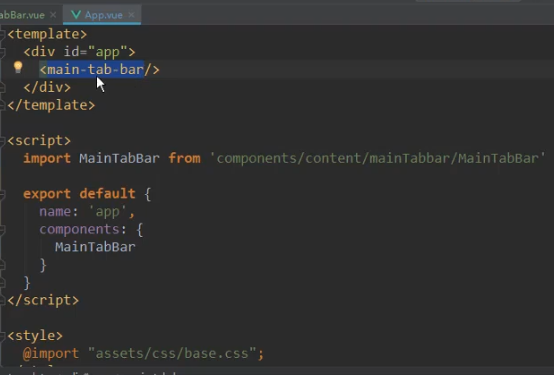 abBar.vue × App.vue ×
<template>
<div id="app">
<main-tab-bar/>
</div>
</template>
<script>
import MainTabBar from 'components/content/mainTabbar/MainTabBar'
export default {
name: 'app',
components: {
MainTabBar
}
}
</script>
<style>
@import "assets/css/base.css";